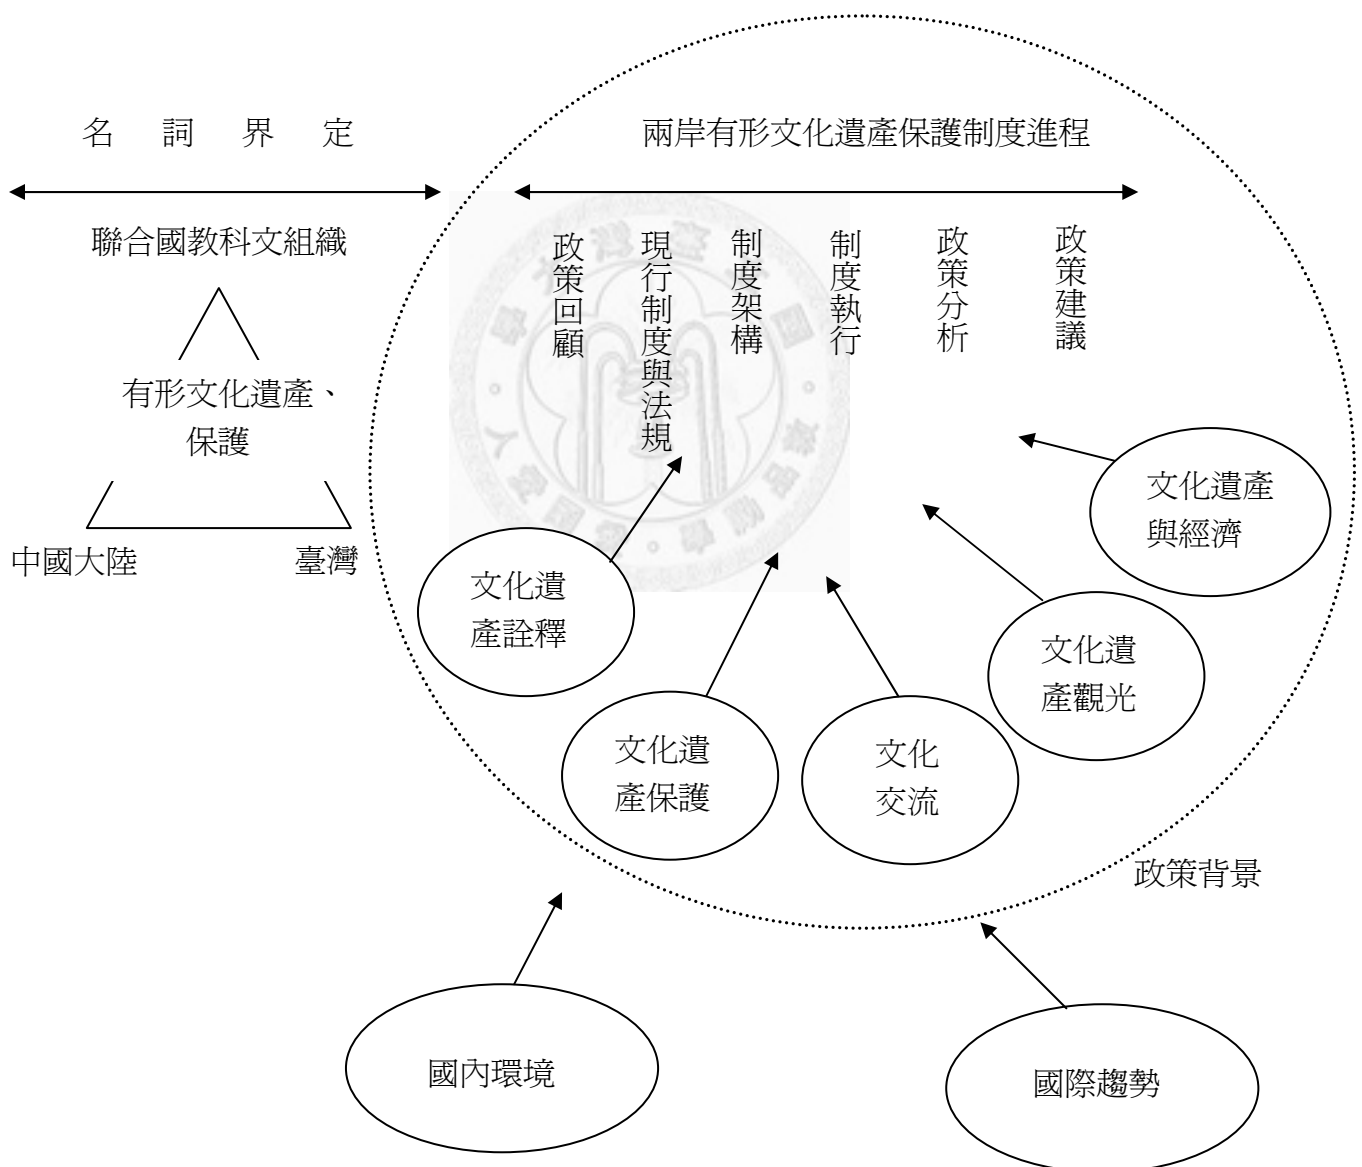 名詞界定
兩岸有形文化遺產保護制度進程
聯合國教科文組織
有形文化遺產、
保護
中國大陸
臺灣
政策回顧
現行制度與法規
制度架構
制度執行
政策分析
政策建議
文化遺產
與經濟
文化遺
產詮釋
文化遺
產觀光
文化遺
產保護
文化
交流
政策背景
國內環境
國際趨勢